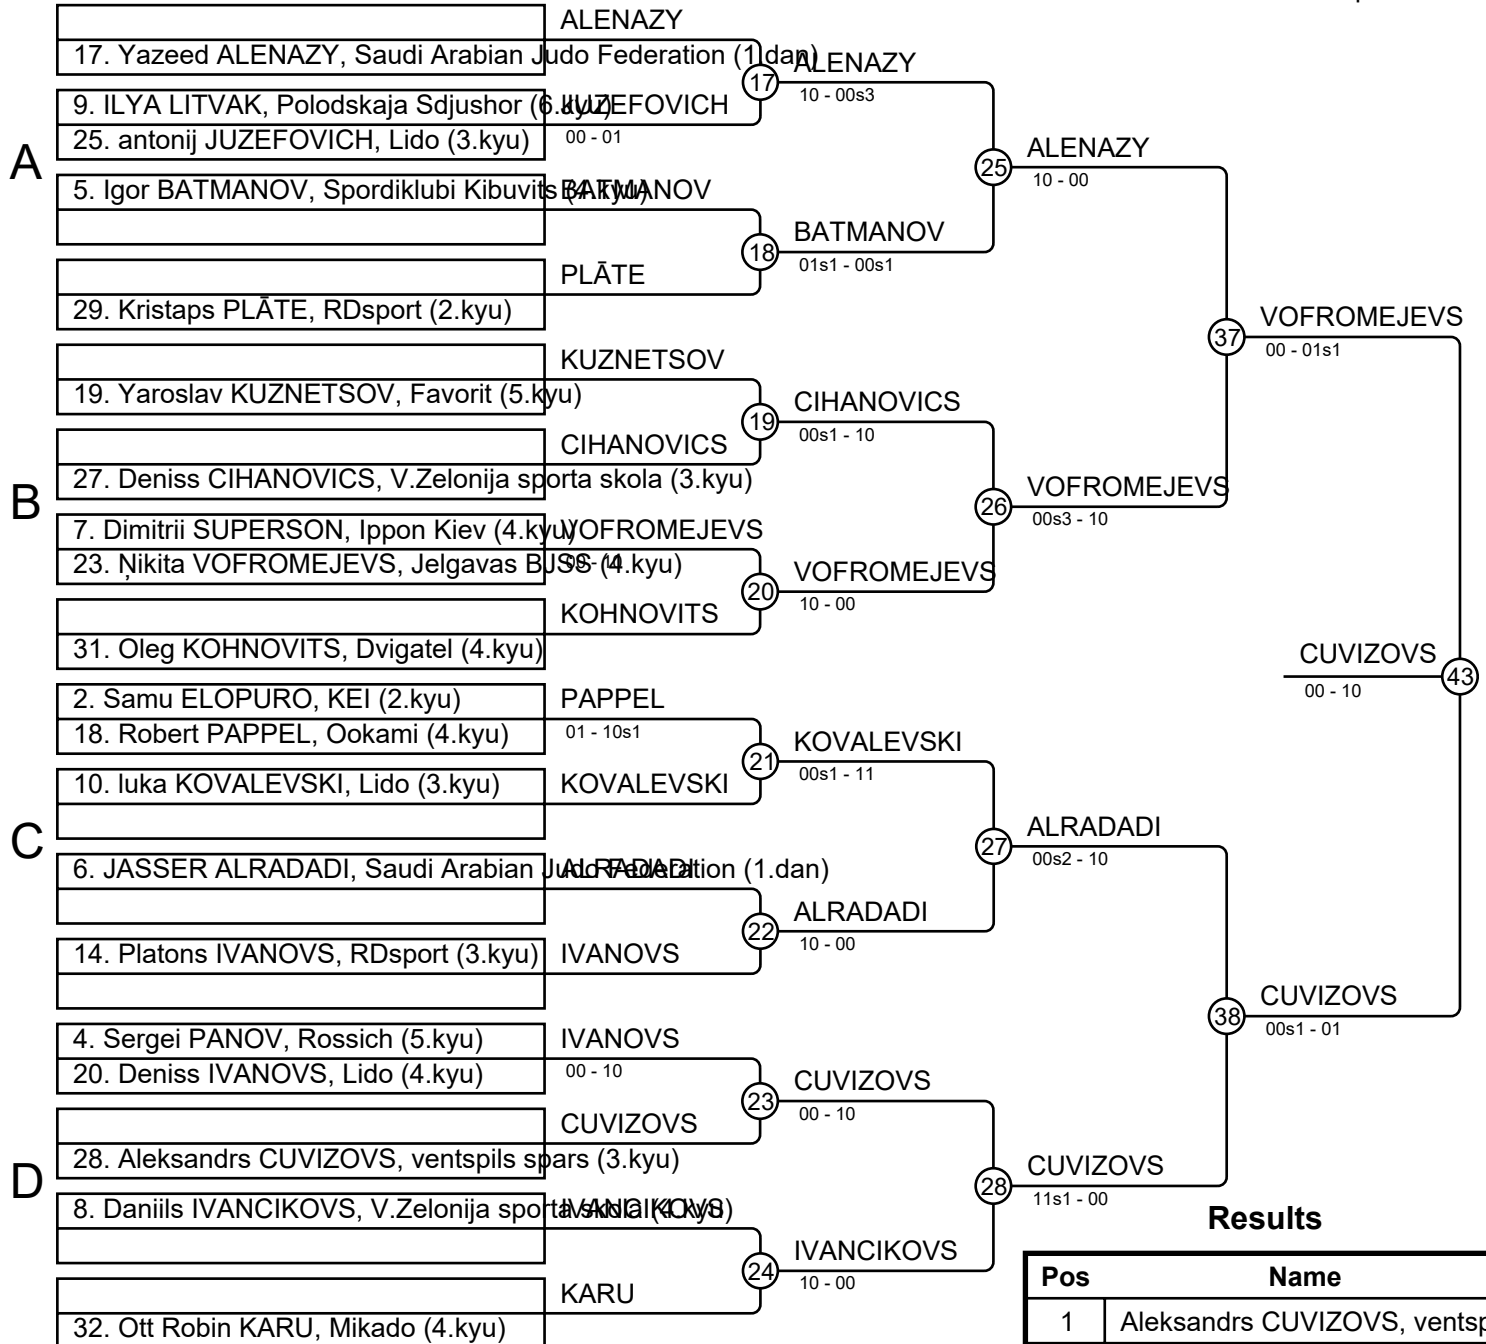 ALENAZY
17. Yazeed ALENAZY, Saudi Arabian Judo Federation (1.dan)
17
ALENAZY
10 - 00s3
9. ILYA LITVAK, Polodskaja Sdjushor (6.kyu)
JUZEFOVICH
25. antonij JUZEFOVICH, Lido (3.kyu)
00 - 01
A
25
ALENAZY
10 - 00
5. Igor BATMANOV, Spordiklubi Kibuvits (4.kyu)
BATMANOV
18
BATMANOV
01s1 - 00s1
PLĀTE
29. Kristaps PLĀTE, RDsport (2.kyu)
37
VOFROMEJEVS
00 - 01s1
KUZNETSOV
19. Yaroslav KUZNETSOV, Favorit (5.kyu)
19
CIHANOVICS
00s1 - 10
CIHANOVICS
27. Deniss CIHANOVICS, V.Zelonija sporta skola (3.kyu)
B
26
VOFROMEJEVS
00s3 - 10
7. Dimitrii SUPERSON, Ippon Kiev (4.kyu)
VOFROMEJEVS
23. Ņikita VOFROMEJEVS, Jelgavas BJSS (4.kyu)
00 - 10
20
VOFROMEJEVS
10 - 00
KOHNOVITS
31. Oleg KOHNOVITS, Dvigatel (4.kyu)
CUVIZOVS
43
00 - 10
2. Samu ELOPURO, KEI (2.kyu)
PAPPEL
18. Robert PAPPEL, Ookami (4.kyu)
01 - 10s1
21
KOVALEVSKI
00s1 - 11
10. luka KOVALEVSKI, Lido (3.kyu)
KOVALEVSKI
C
27
ALRADADI
00s2 - 10
6. JASSER ALRADADI, Saudi Arabian Judo Federation (1.dan)
ALRADADI
22
ALRADADI
10 - 00
14. Platons IVANOVS, RDsport (3.kyu)
IVANOVS
38
CUVIZOVS
00s1 - 01
4. Sergei PANOV, Rossich (5.kyu)
IVANOVS
20. Deniss IVANOVS, Lido (4.kyu)
00 - 10
23
CUVIZOVS
00 - 10
CUVIZOVS
28. Aleksandrs CUVIZOVS, ventspils spars (3.kyu)
D
28
CUVIZOVS
11s1 - 00
8. Daniils IVANCIKOVS, V.Zelonija sporta skola (4.kyu)
IVANCIKOVS
24
IVANCIKOVS
10 - 00
KARU
32. Ott Robin KARU, Mikado (4.kyu)
Results
Pos Name
1 Aleksandrs CUVIZOVS, ventsp